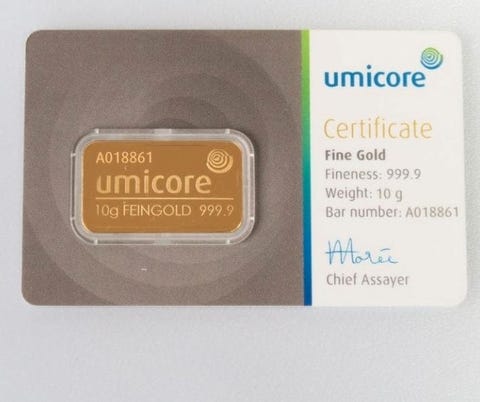 A018861
umicore
10g FEINGOLD 999.9
umicore
Certificate
Fine Gold
Fineness: 999.9
Weight: 10 g
Bar number: A018861
Chief Assayer